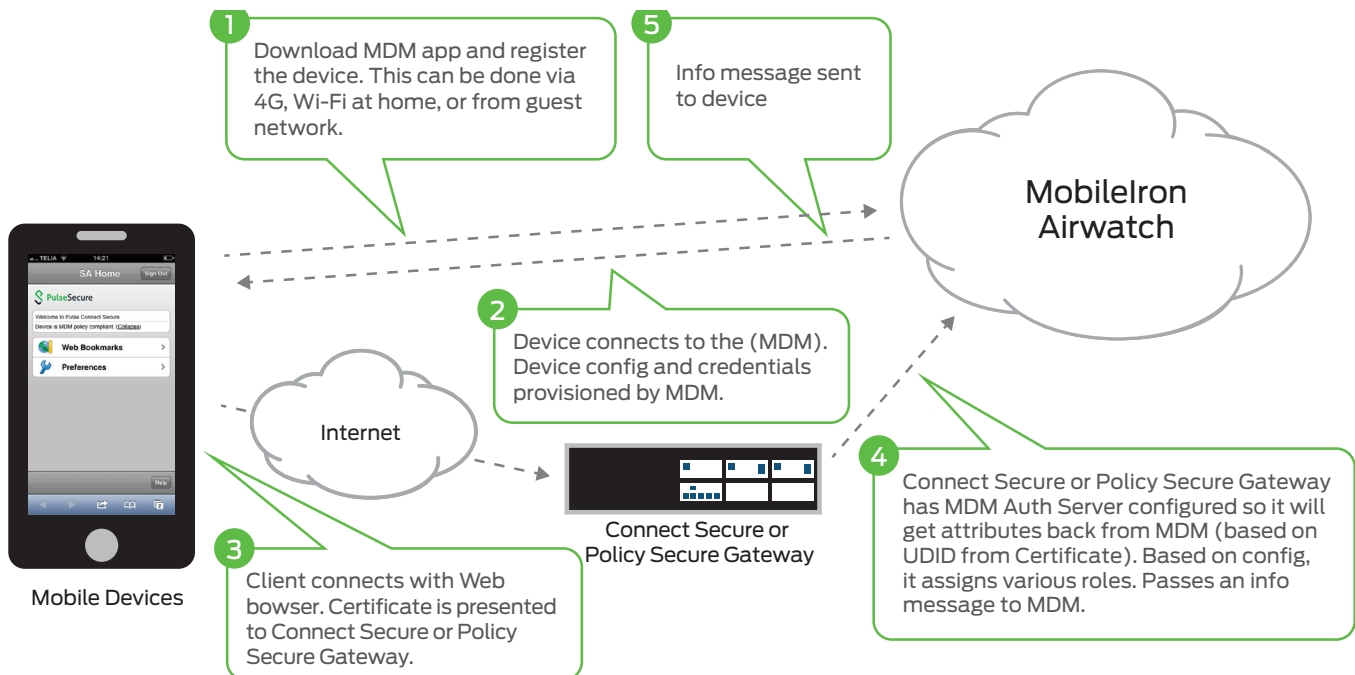 1
Download MDM app and register
the device. This can be done via
4G, Wi-Fi at home, or from guest
network.
5
Info message sent
to device
MobileIron
Airwatch
TELIA
14:21
SA Home
Sign Out
PulseSecure
Welcome to Pulse Connect Secure
Device is MDM policy compliant. (Collapse)
Web Bookmarks
Preferences
Help
Mobile Devices
2
Device connects to the (MDM).
Device config and credentials
provisioned by MDM.
Internet
Connect Secure or
Policy Secure Gateway
3
Client connects with Web
bowser. Certificate is presented
to Connect Secure or Policy
Secure Gateway.
4
Connect Secure or Policy Secure Gateway
has MDM Auth Server configured so it will
get attributes back from MDM (based on
UDID from Certificate). Based on config,
it assigns various roles. Passes an info
message to MDM.